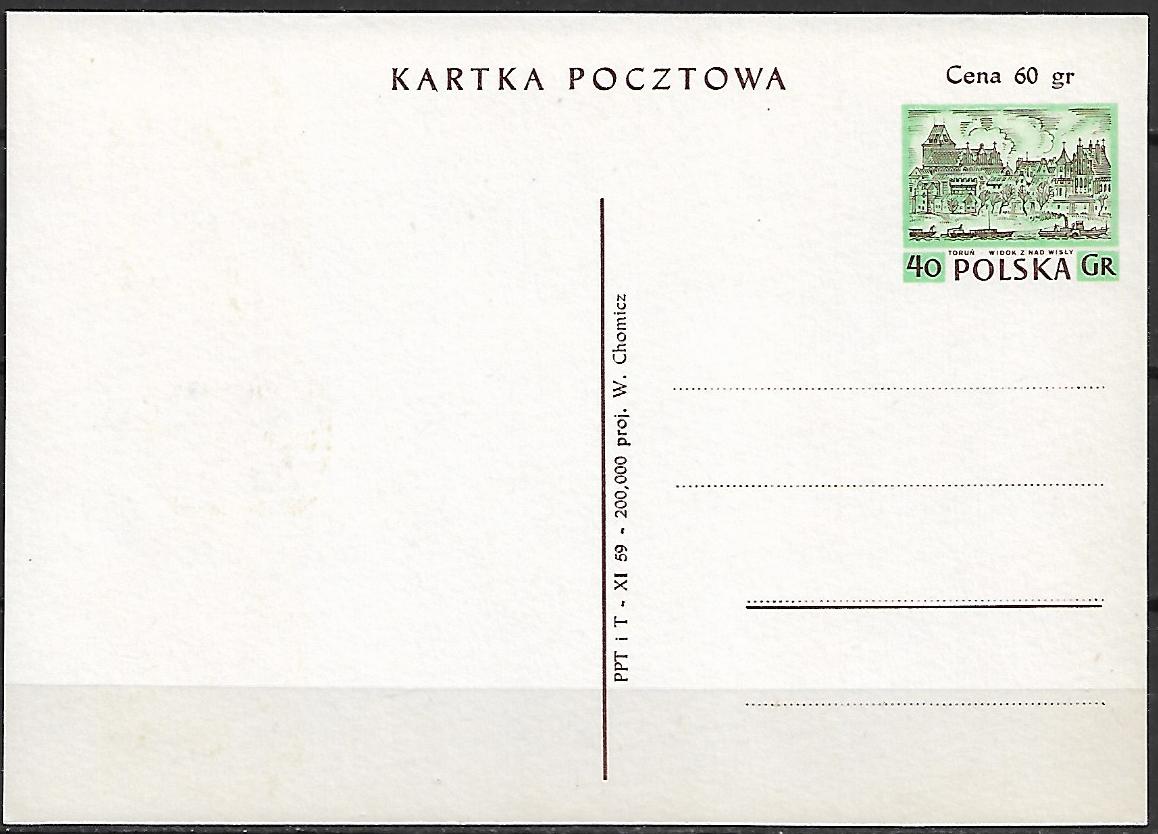 KARTKA POCZTOWA
Cena 60 gr
TORUŃ WIDOK Z NAD WISŁY
40 POLSKA GR
PPT i T - XI 59 - 200,000 proj. W. Chomicz